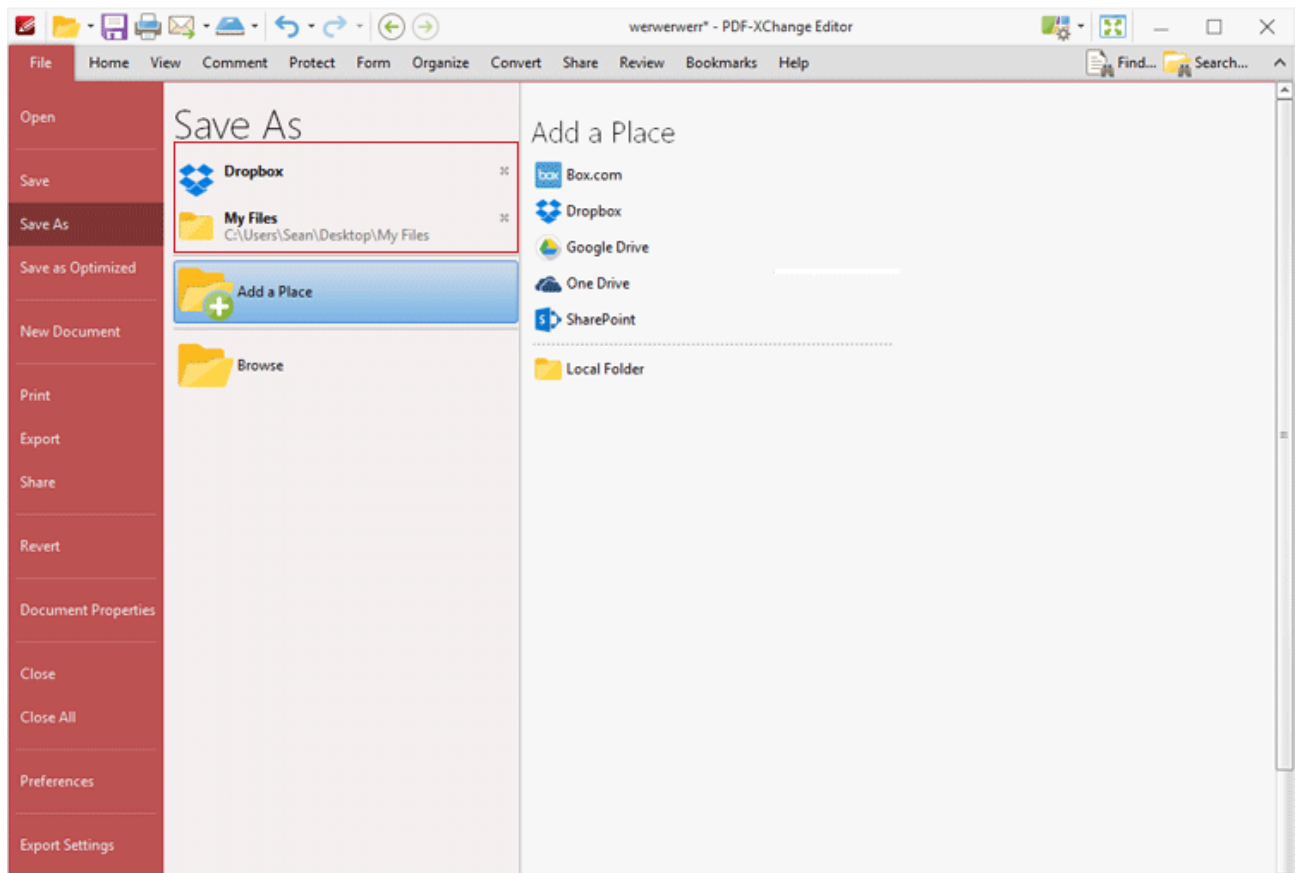 werwerwerr* - PDF-XChange Editor
File Home View Comment Protect Form Organize Convert Share Review Bookmarks Help Find... Search...
Open
Save
Save As
Save as Optimized
New Document
Print
Export
Share
Revert
Document Properties
Close
Close All
Preferences
Export Settings
Save As
Dropbox
My Files
C:\Users\Sean\Desktop\My Files
Add a Place
Browse
Add a Place
box Box.com
Dropbox
Google Drive
One Drive
S SharePoint
Local Folder